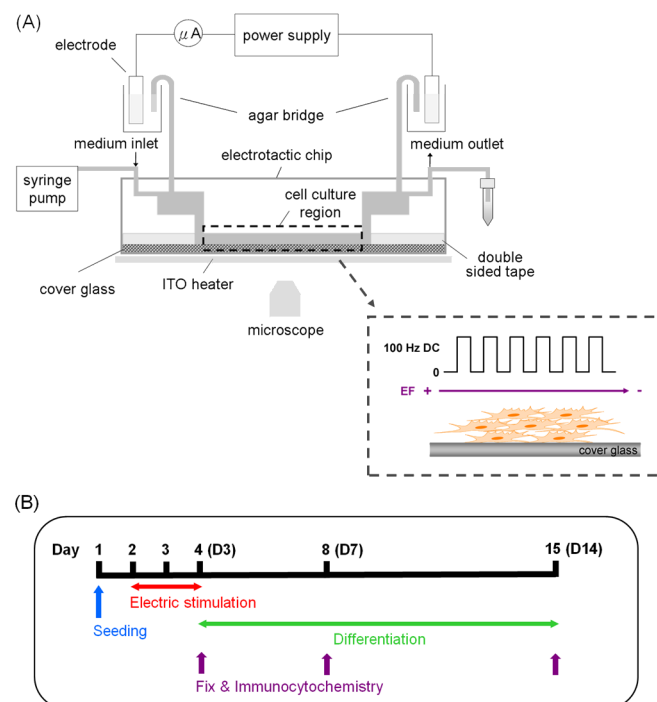 (A)
μA
power supply
electrode
agar bridge
medium inlet
medium outlet
electrotactic chip
syringe
pump
cell culture
region
double
sided tape
cover glass
ITO heater
microscope
100 Hz DC
0
EF + -
cover glass
(B)
Day 1 2 3 4 (D3) 8 (D7) 15 (D14)
Electric stimulation
Seeding
Differentiation
Fix & Immunocytochemistry